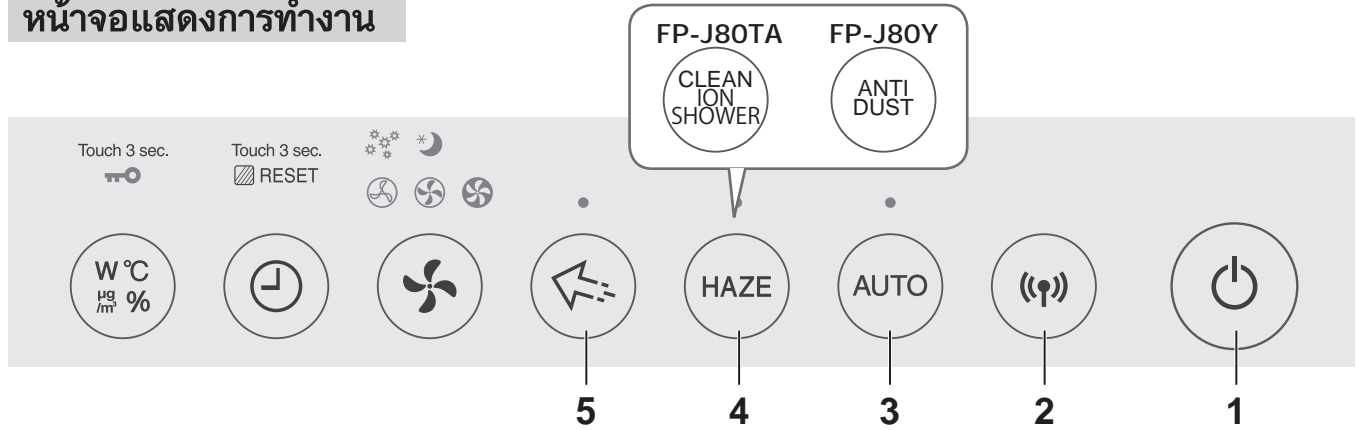 หน้าจอแสดงการทำงาน
FP-J80TA FP-J80Y
CLEAN
ION
SHOWER
ANTI
DUST
Touch 3 sec.
Touch 3 sec.
RESET
W °C
µg/m³ %
HAZE
AUTO
5 4 3 2 1